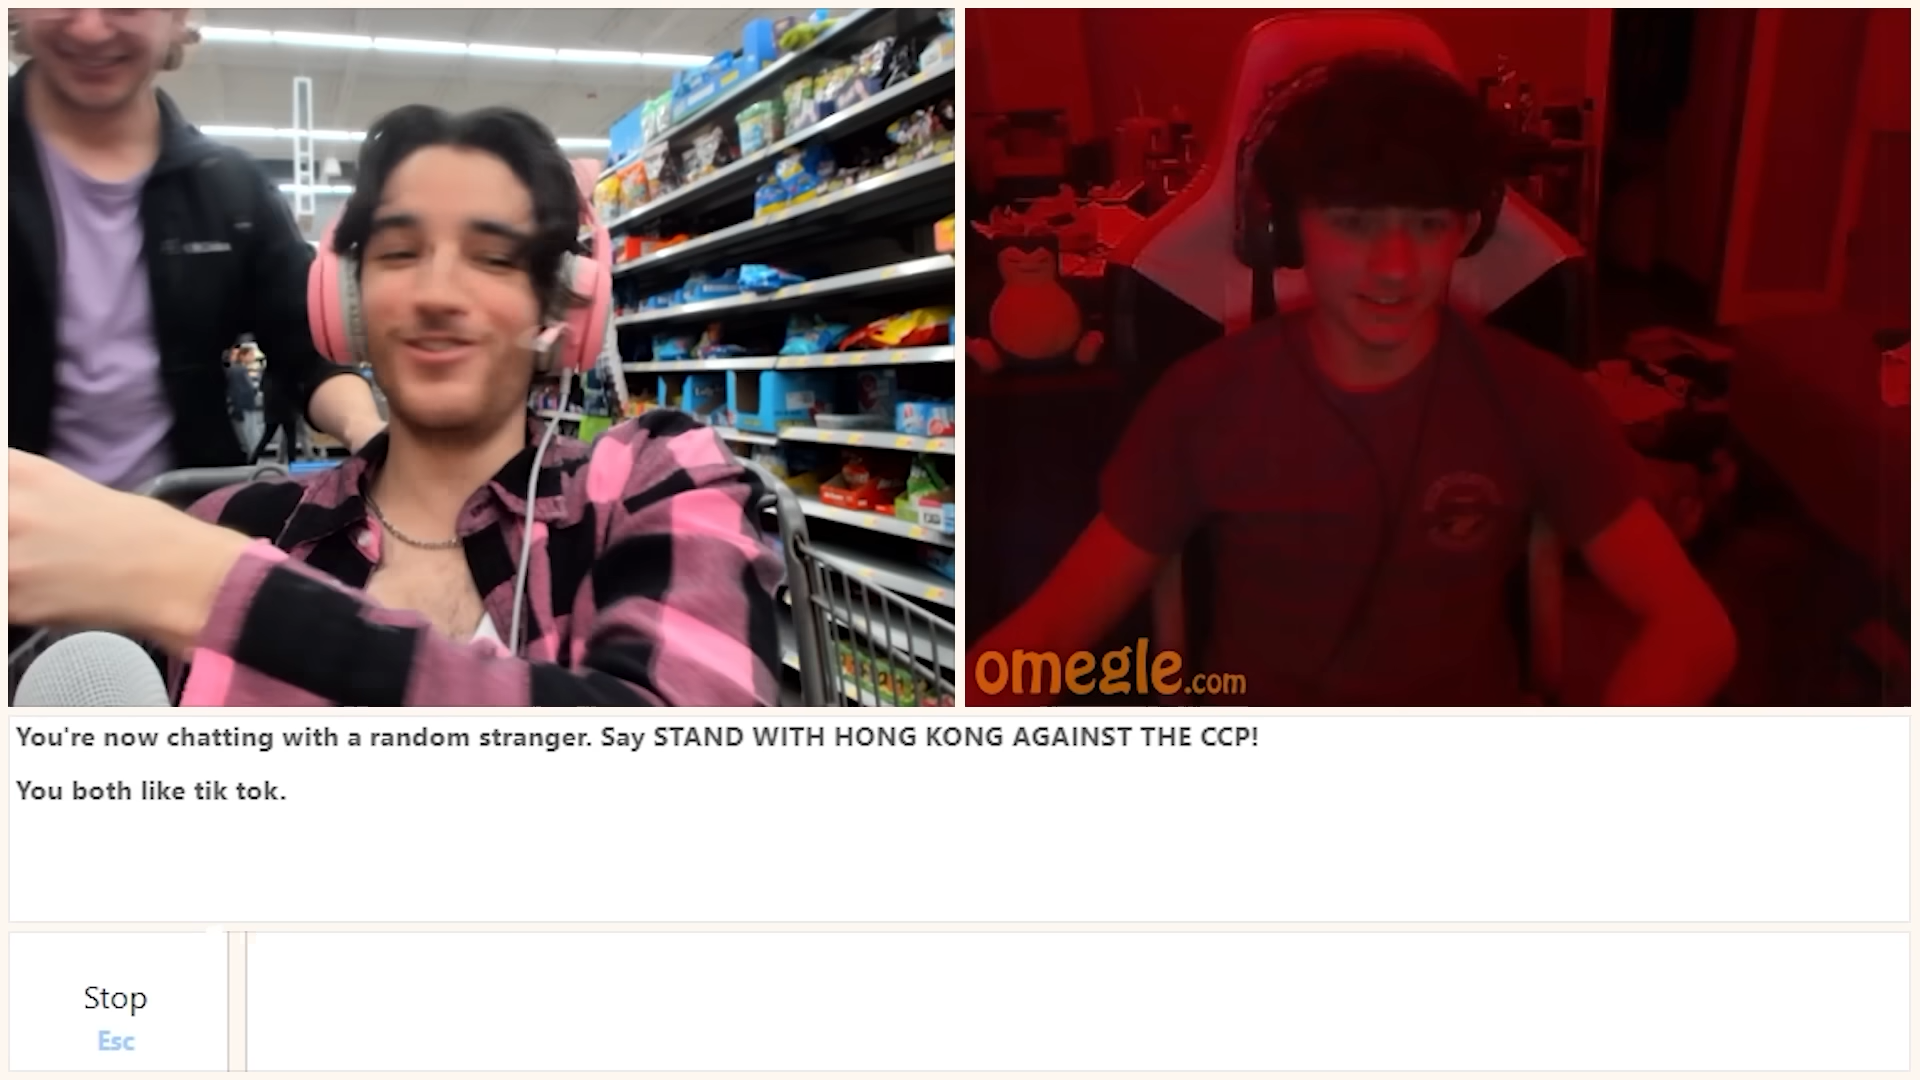 omegle.com
You're now chatting with a random stranger. Say STAND WITH HONG KONG AGAINST THE CCP!
You both like tik tok.
Stop
Esc